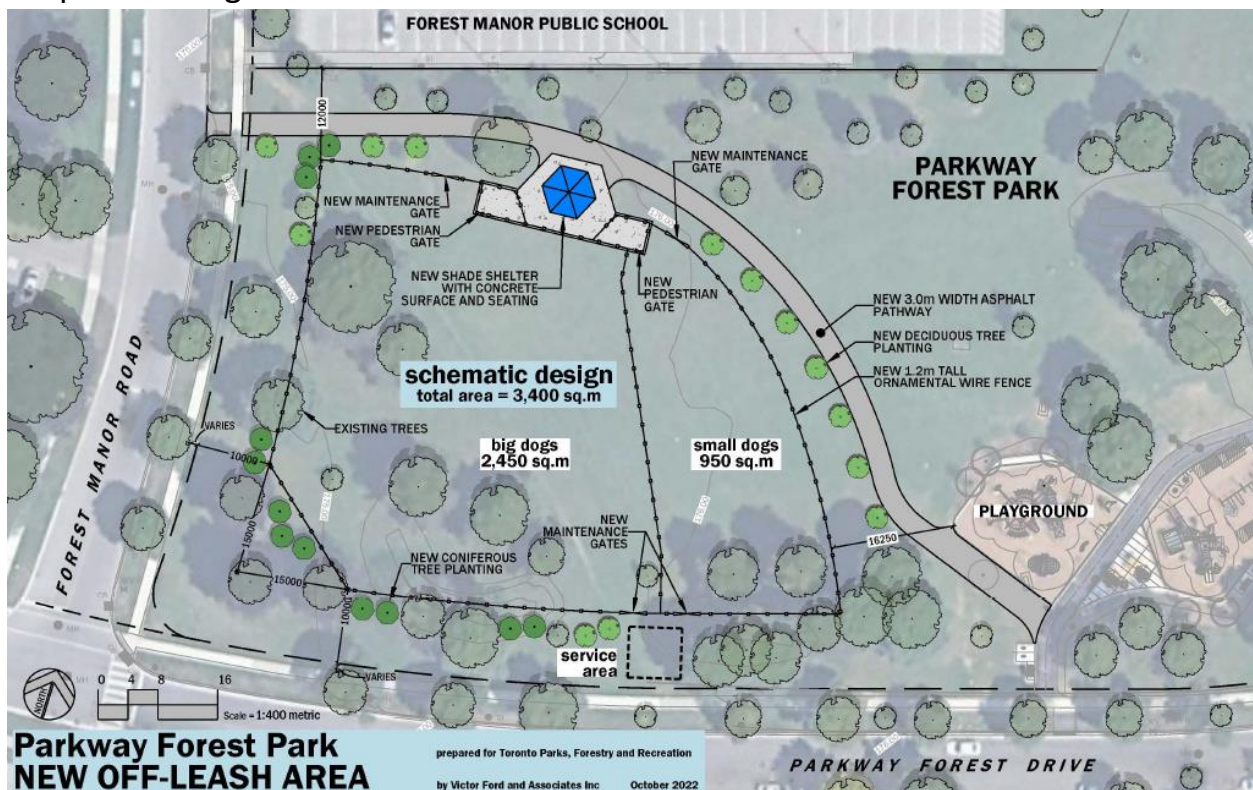 FOREST MANOR PUBLIC SCHOOL
12000
NEW MAINTENANCE
GATE
PARKWAY
FOREST PARK
NEW MAINTENANCE
GATE
NEW PEDESTRIAN
GATE
NEW SHADE SHELTER
WITH CONCRETE
SURFACE AND SEATING
NEW
PEDESTRIAN
GATE
NEW 3.0m WIDTH ASPHALT
PATHWAY
NEW DECIDUOUS TREE
PLANTING
NEW 1.2m TALL
ORNAMENTAL WIRE FENCE
schematic design
total area = 3,400 sq.m
FOREST MANOR ROAD
VARIES
EXISTING TREES
10000
big dogs
2,450 sq.m
small dogs
950 sq.m
PLAYGROUND
NEW
MAINTENANCE
GATES
16250
15000
NEW CONIFEROUS
TREE PLANTING
15000
10000
service
area
VARIES
NORTH
0 4 8 16
Scale = 1:400 metric
Parkway Forest Park
NEW OFF-LEASH AREA
prepared for Toronto Parks, Forestry and Recreation
by Victor Ford and Associates Inc October 2022
PARKWAY FOREST DRIVE